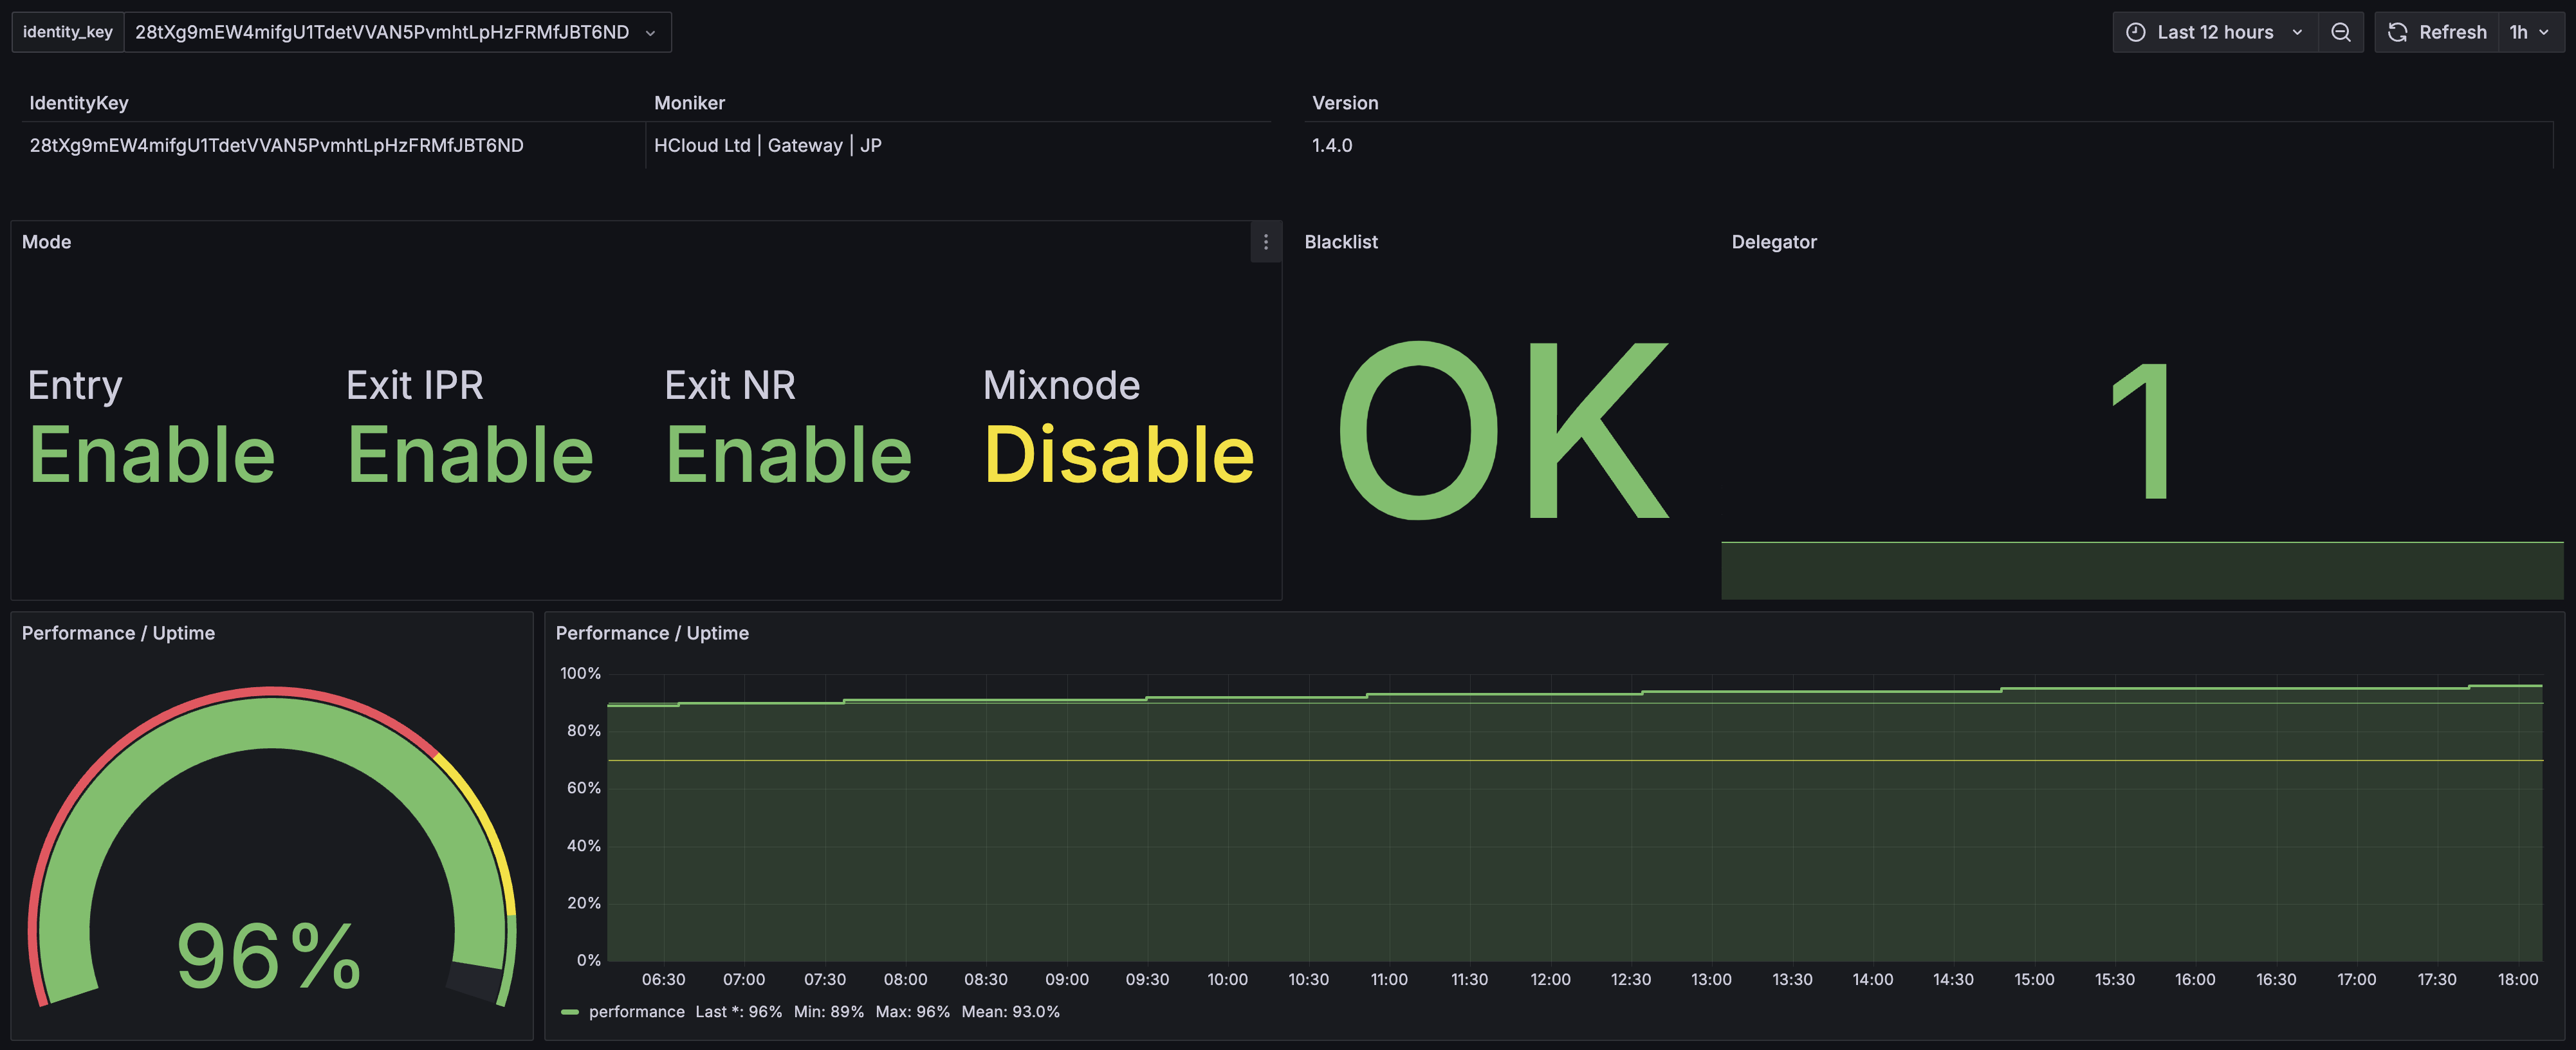 identity_key 28tXg9mEW4mifgU1TdetVVAN5PvmhtLpHzFRMfJBT6ND Last 12 hours Refresh 1h
IdentityKey Moniker Version
28tXg9mEW4mifgU1TdetVVAN5PvmhtLpHzFRMfJBT6ND HCloud Ltd | Gateway | JP 1.4.0
Mode
Entry Exit IPR Exit NR Mixnode
Enable Enable Enable Disable
Blacklist
OK
Delegator
1
Performance / Uptime
96%
Performance / Uptime
100%
80%
60%
40%
20%
0%
06:30 07:00 07:30 08:00 08:30 09:00 09:30 10:00 10:30 11:00 11:30 12:00 12:30 13:00 13:30 14:00 14:30 15:00 15:30 16:00 16:30 17:00 17:30 18:00
performance Last *: 96% Min: 89% Max: 96% Mean: 93.0%